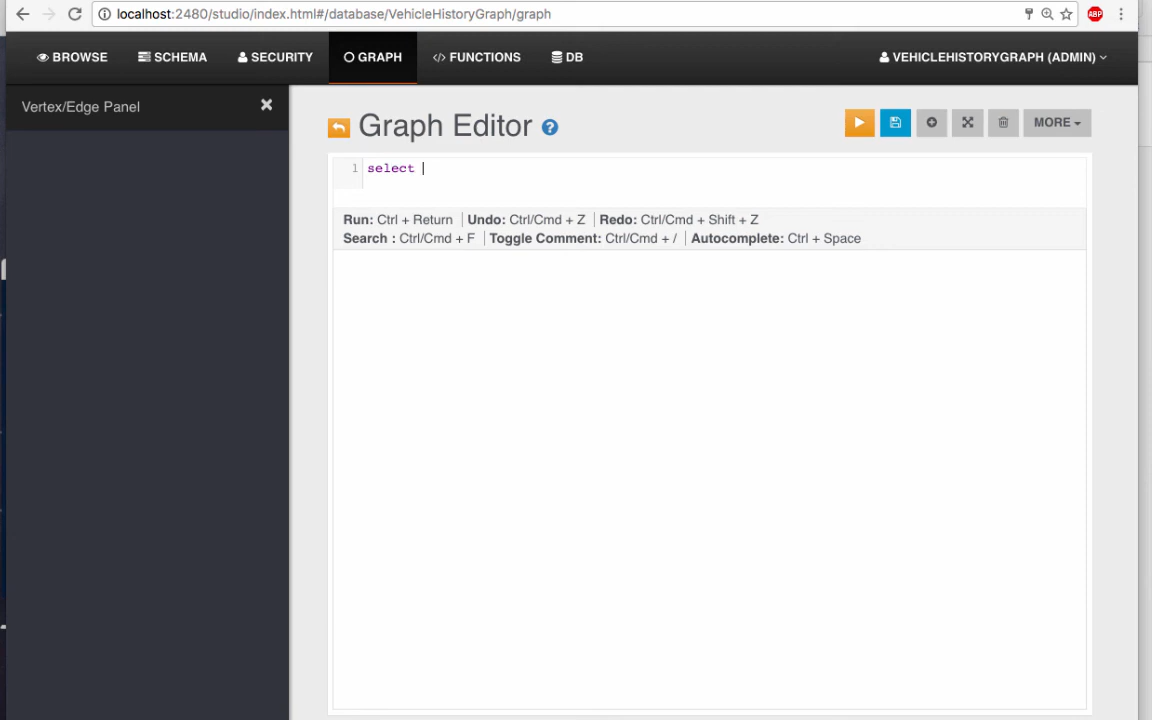 localhost:2480/studio/index.html#/database/VehicleHistoryGraph/graph
ABP
BROWSE SCHEMA SECURITY GRAPH </> FUNCTIONS DB VEHICLEHISTORYGRAPH (ADMIN)
Vertex/Edge Panel
Graph Editor
MORE
1 select
Run: Ctrl + Return Undo: Ctrl/Cmd + Z Redo: Ctrl/Cmd + Shift + Z
Search : Ctrl/Cmd + F Toggle Comment: Ctrl/Cmd + / Autocomplete: Ctrl + Space